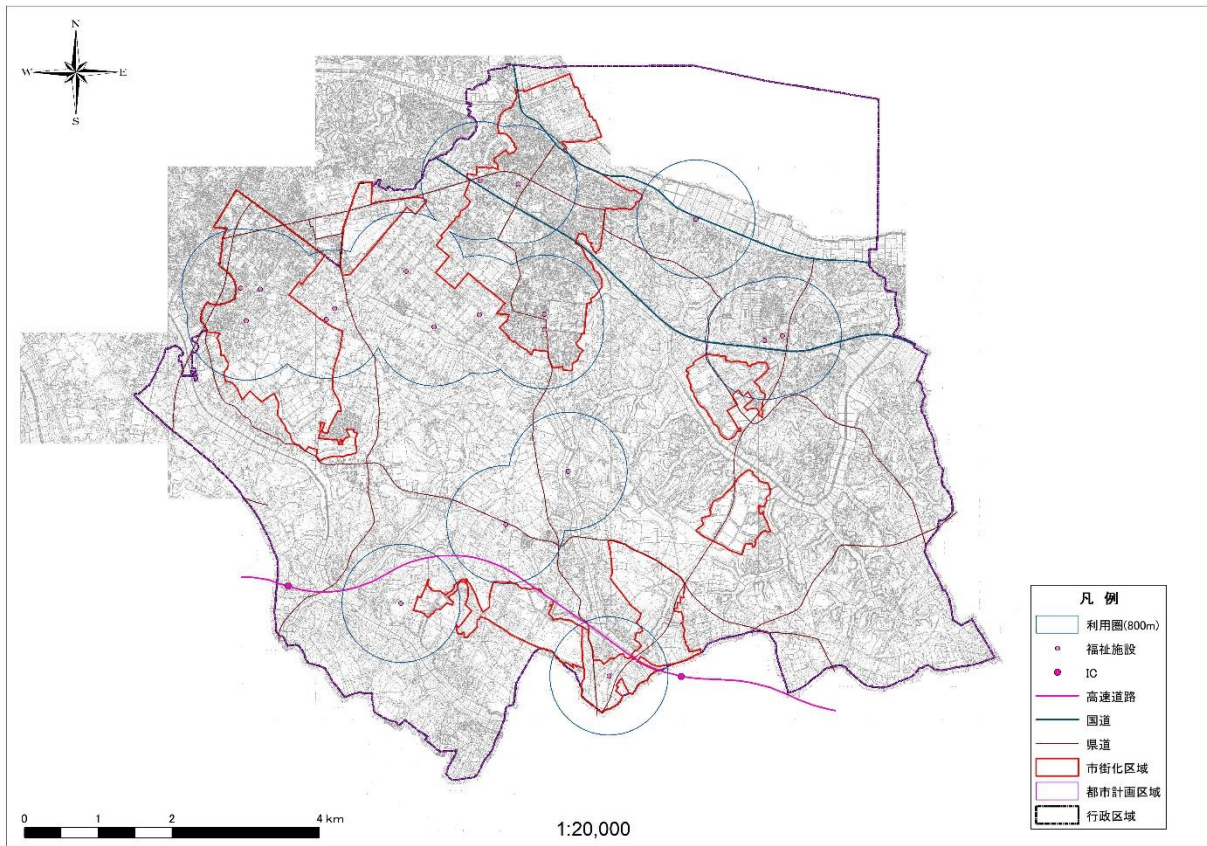 N
W
E
S
凡 例
利用圏(800m)
福祉施設
IC
高速道路
国道
県道
市街化区域
都市計画区域
行政区域
0 1 2 4 km
1:20,000